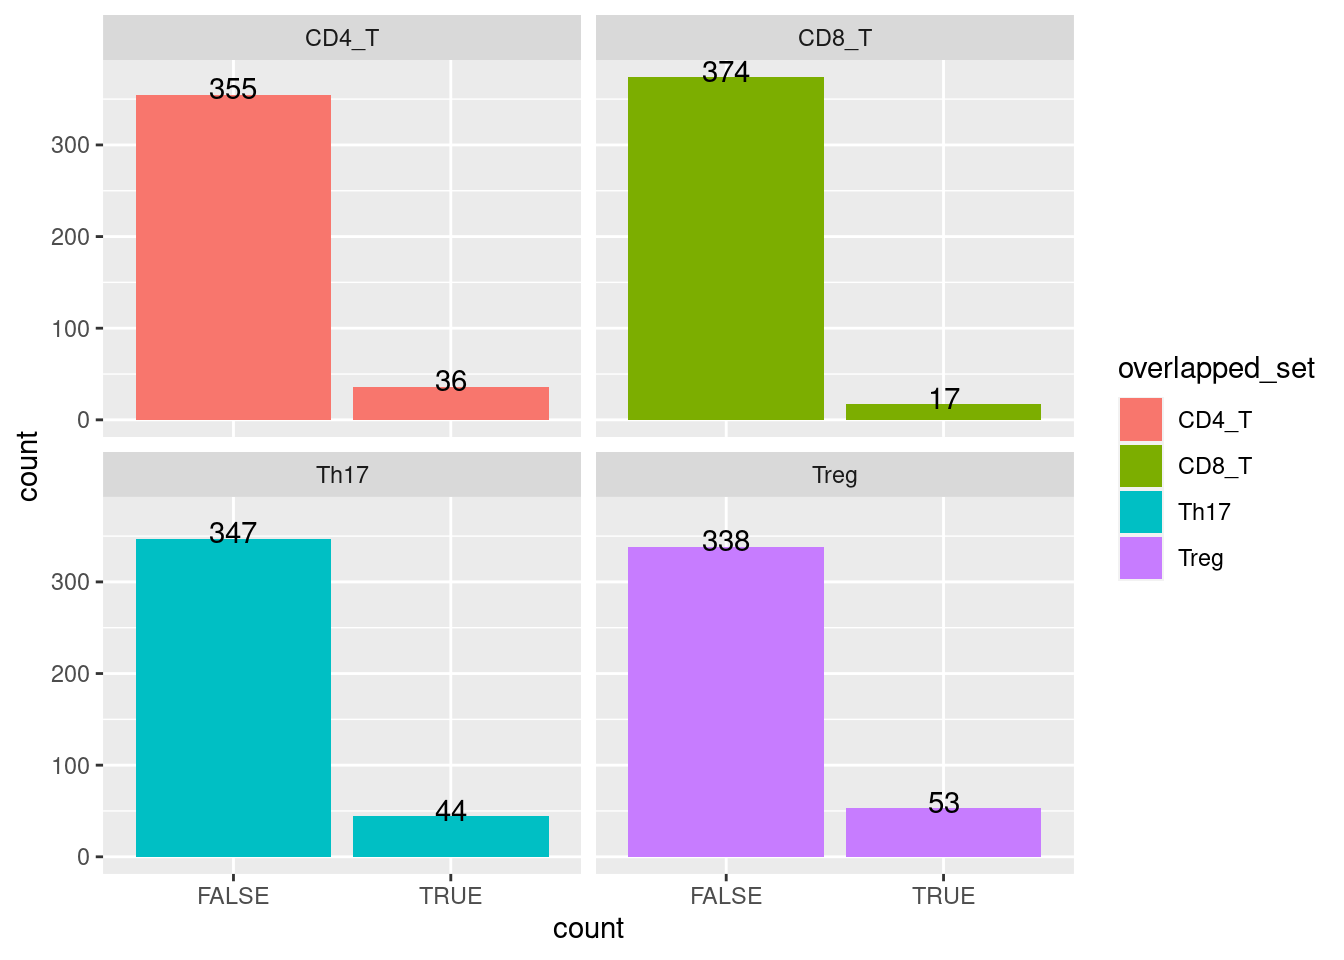 CD4_T
CD8_T
355
374
300
200
100
36
17
0
count
Th17
Treg
347
338
300
200
100
44
53
0
FALSE
TRUE
FALSE
TRUE
count
overlapped_set
CD4_T
CD8_T
Th17
Treg